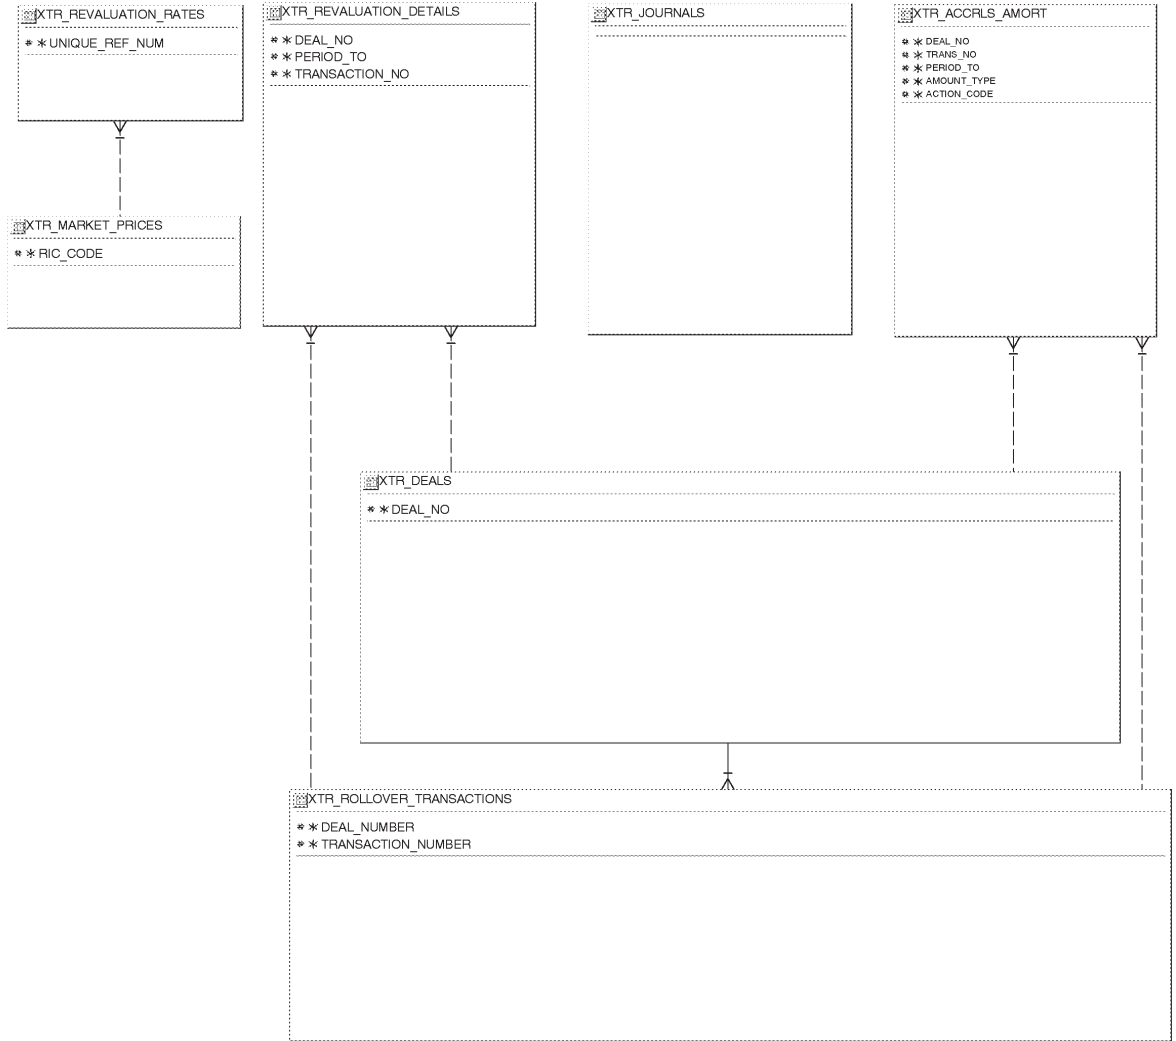 XTR_REVALUATION_RATES
# * UNIQUE_REF_NUM
XTR_MARKET_PRICES
# * RIC_CODE
XTR_REVALUATION_DETAILS
# * DEAL_NO
# * PERIOD_TO
# * TRANSACTION_NO
XTR_JOURNALS
XTR_ACCRLS_AMORT
# * DEAL_NO
# * TRANS_NO
# * PERIOD_TO
# * AMOUNT_TYPE
# * ACTION_CODE
XTR_DEALS
# * DEAL_NO
XTR_ROLLOVER_TRANSACTIONS
# * DEAL_NUMBER
# * TRANSACTION_NUMBER